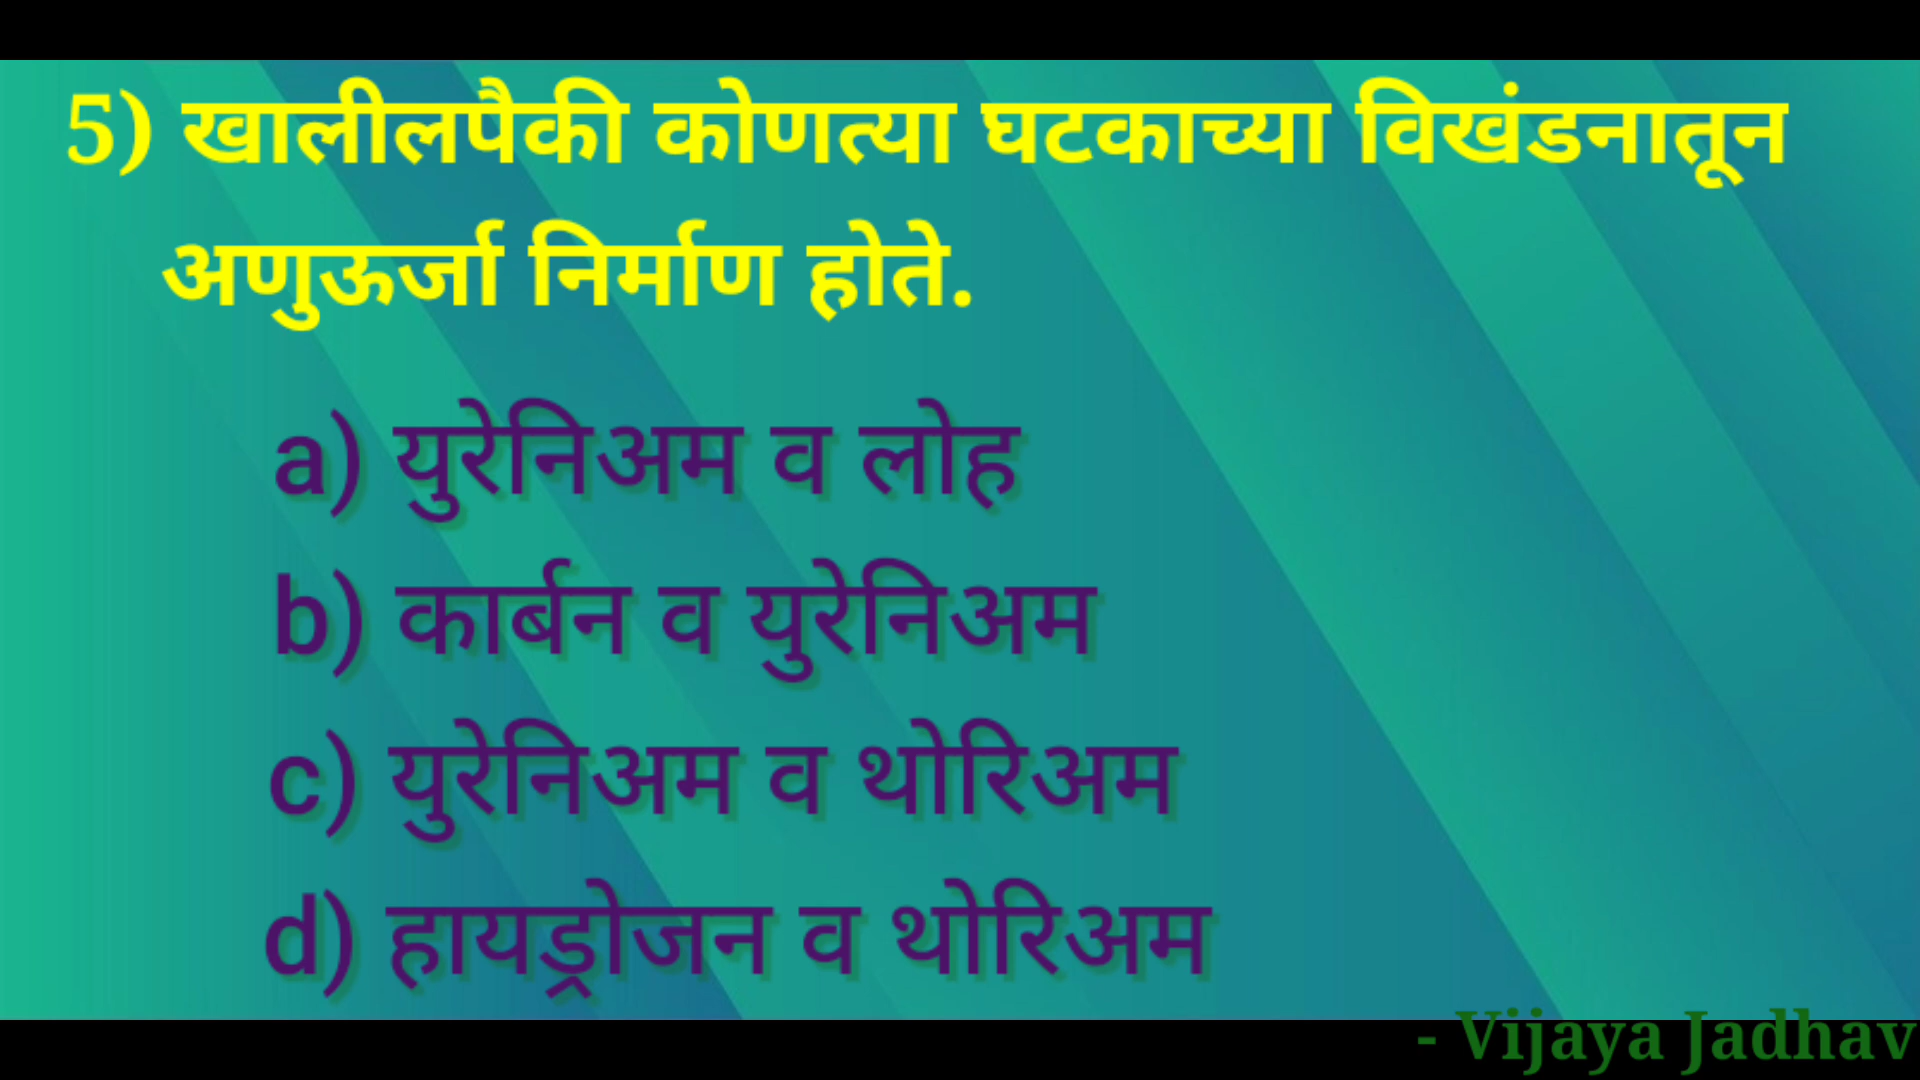 5) खालीलपैकी कोणत्या घटकाच्या विखंडनातून
अणुऊर्जा निर्माण होते.
a) युरेनिअम व लोह
b) कार्बन व युरेनिअम
c) युरेनिअम व थोरिअम
d) हायड्रोजन व थोरिअम
- Vijaya Jadhav